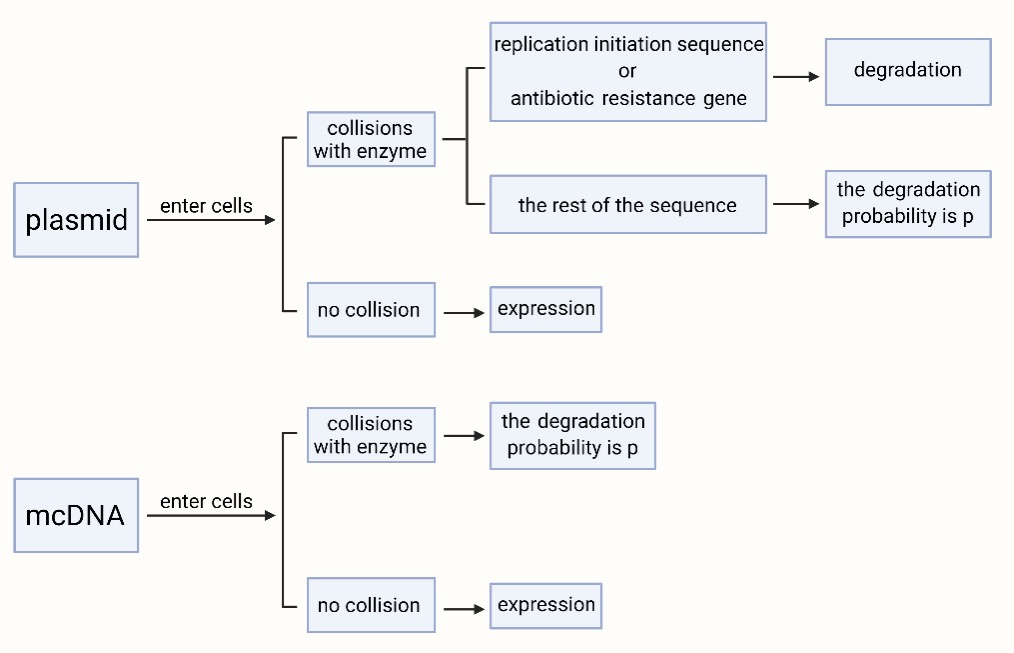 plasmid
enter cells
collisions
with enzyme
replication initiation sequence
or
antibiotic resistance gene
degradation
the rest of the sequence
the degradation
probability is p
no collision
expression
mcDNA
enter cells
collisions
with enzyme
the degradation
probability is p
no collision
expression